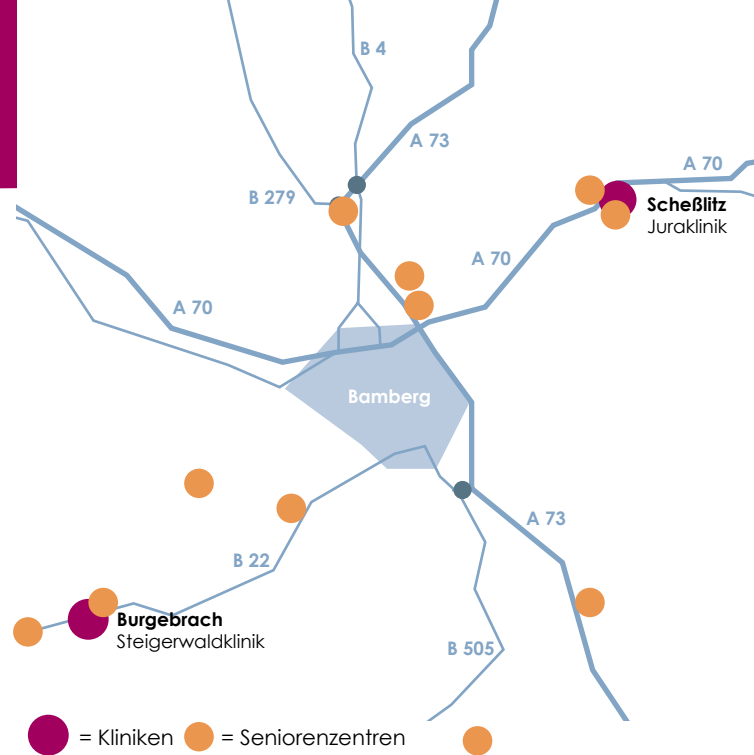 B 4
A 73
A 70
B 279
Scheßlitz
Juraklinik
A 70
A 70
Bamberg
A 73
B 22
Burgebrach
Steigerwaldklinik
B 505
= Kliniken = Seniorenzentren